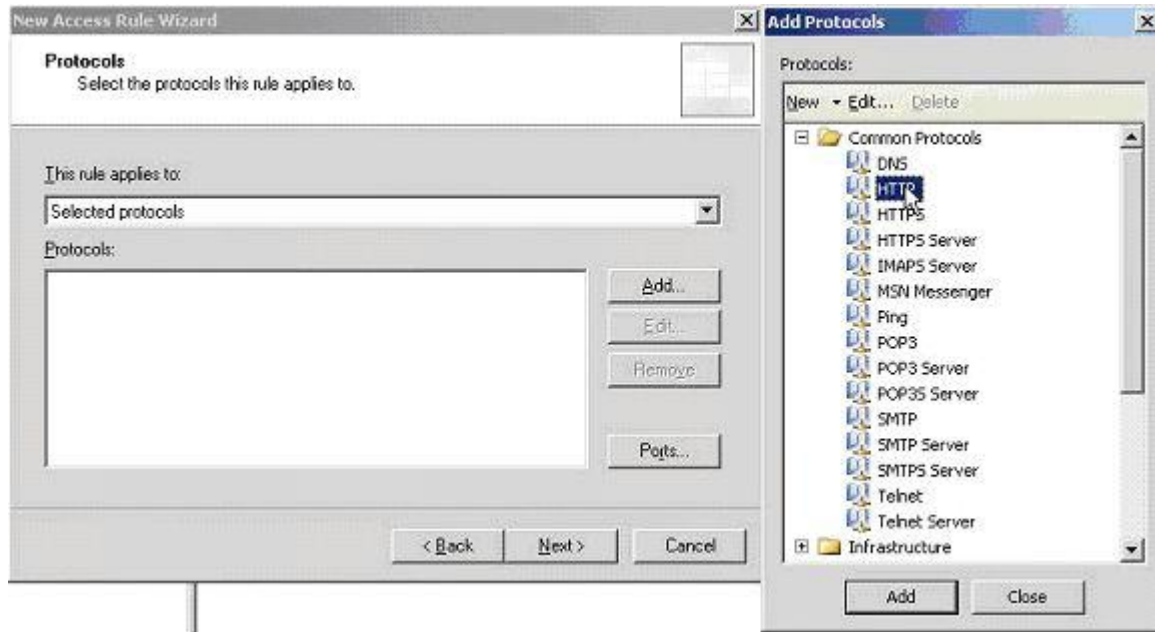 New Access Rule Wizard
Protocols
Select the protocols this rule applies to.
This rule applies to:
Selected protocols
Protocols:
Add...
Edit...
Remove
Ports...
< Back
Next >
Cancel
Add Protocols
Protocols:
New Edit... Delete
Common Protocols
DNS
HTTP
HTTPS
HTTPS Server
IMAPS Server
MSN Messenger
Ping
POP3
POP3 Server
POP3S Server
SMTP
SMTP Server
SMTPS Server
Telnet
Telnet Server
Infrastructure
Add
Close